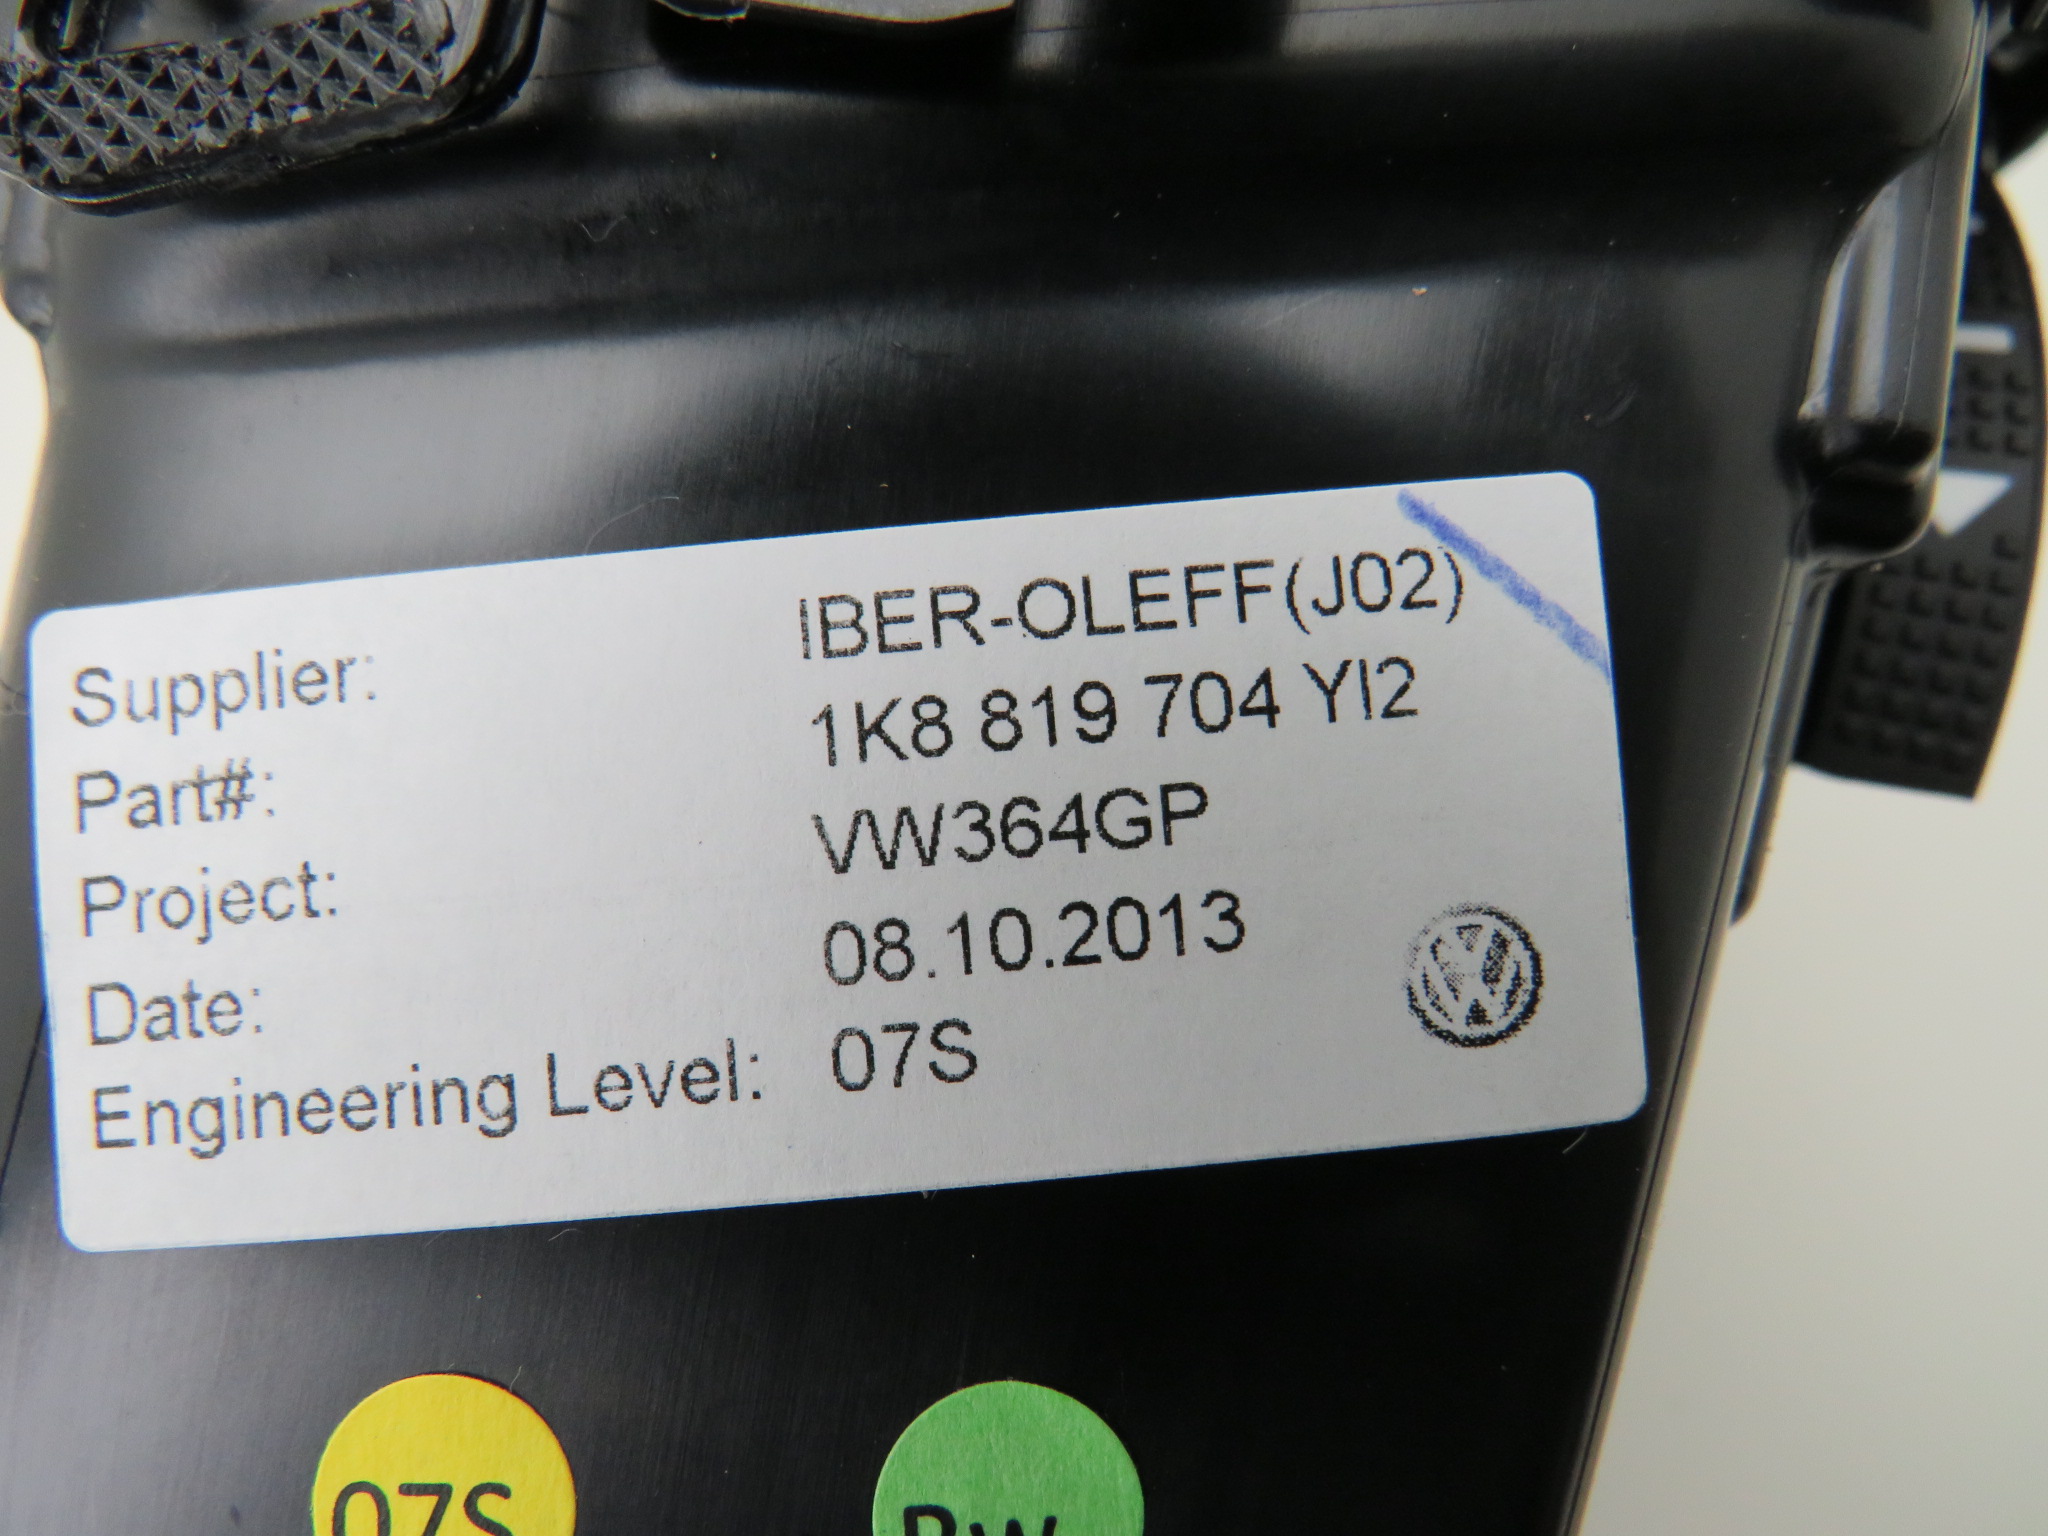 Supplier: IBER-OLEFF(J02)
Part#: 1K8 819 704 YI2
Project: VW364GP
Date: 08.10.2013
Engineering Level: 07S
07S
Bw